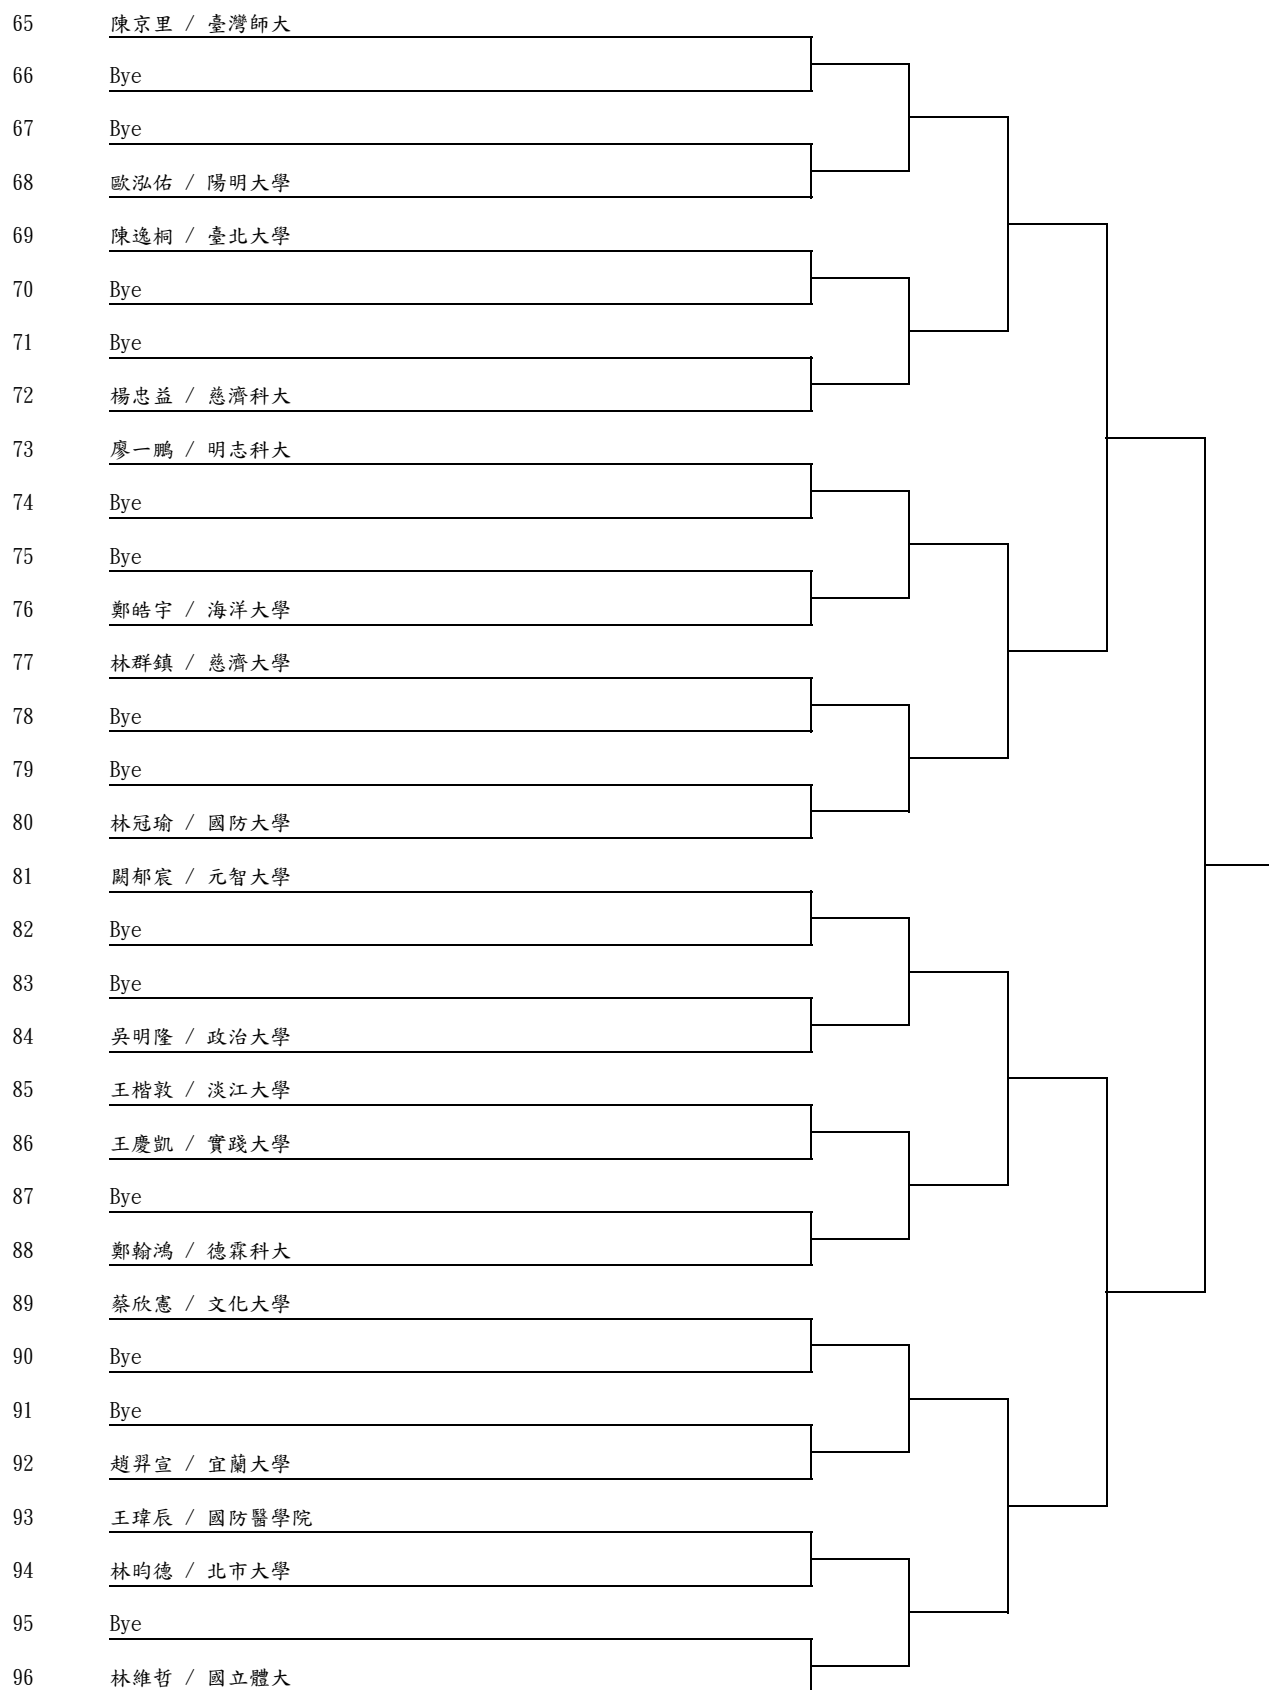 65 陳京里 / 臺灣師大
66 Bye
67 Bye
68 歐泓佑 / 陽明大學
69 陳逸桐 / 臺北大學
70 Bye
71 Bye
72 楊忠益 / 慈濟科大
73 廖一鵬 / 明志科大
74 Bye
75 Bye
76 鄭皓宇 / 海洋大學
77 林群鎮 / 慈濟大學
78 Bye
79 Bye
80 林冠瑜 / 國防大學
81 闕郁宸 / 元智大學
82 Bye
83 Bye
84 吳明隆 / 政治大學
85 王楷敦 / 淡江大學
86 王慶凱 / 實踐大學
87 Bye
88 鄭翰鴻 / 德霖科大
89 蔡欣憲 / 文化大學
90 Bye
91 Bye
92 趙羿宣 / 宜蘭大學
93 王瑋辰 / 國防醫學院
94 林昀德 / 北市大學
95 Bye
96 林維哲 / 國立體大